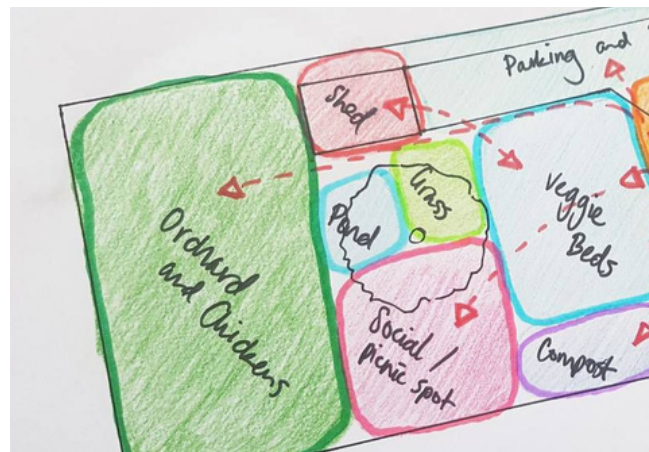 Shed
Parking and
Orchard
and Chickens
Pond
Grass
Veggie
Beds
Social /
picnic spot
Compost